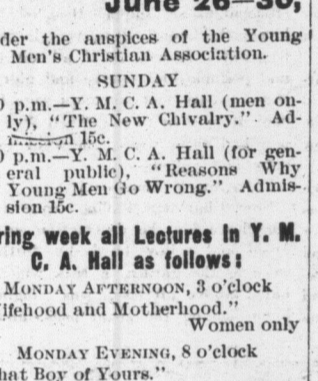 June 26—30,
der the auspices of the Young
Men's Christian Association.
SUNDAY
p.m.—Y. M. C. A. Hall (men on-
ly), "The New Chivalry." Ad-
mission 15c.
p.m.—Y. M. C. A. Hall (for gen-
eral public), "Reasons Why
Young Men Go Wrong." Admis-
sion 15c.
ring week all Lectures in Y. M.
C. A. Hall as follows:
MONDAY AFTERNOON, 3 o'clock
ifehood and Motherhood."
Women only
MONDAY EVENING, 8 o'clock
hat Boy of Yours."